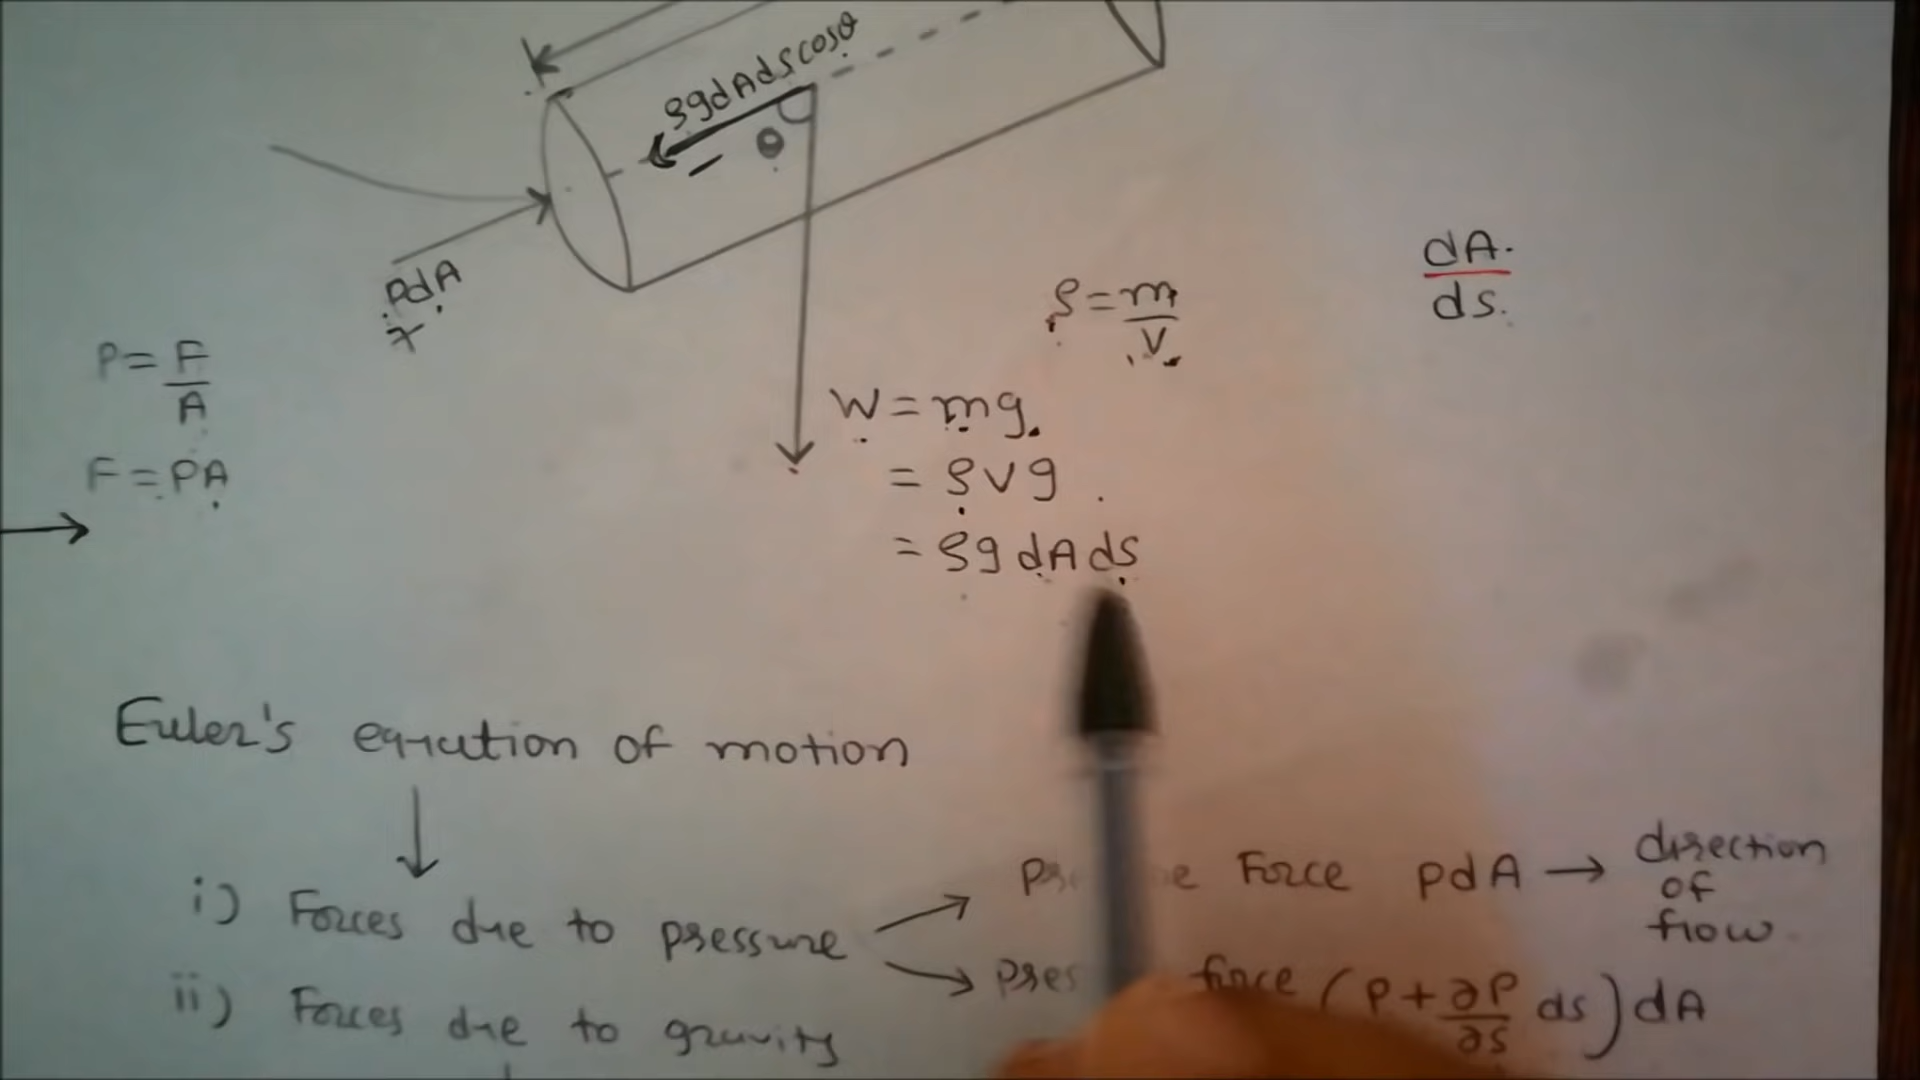 ρgdAdscosθ
θ
PdA
dA.
ds.
ρ=m/V
P=F/A
F=PA
W=mg
=ρvg
=ρgdAds
Euler's equation of motion
i) Forces due to pressure
Force pdA → direction of flow
force (P+∂P/∂s ds)dA
ii) Forces due to gravity